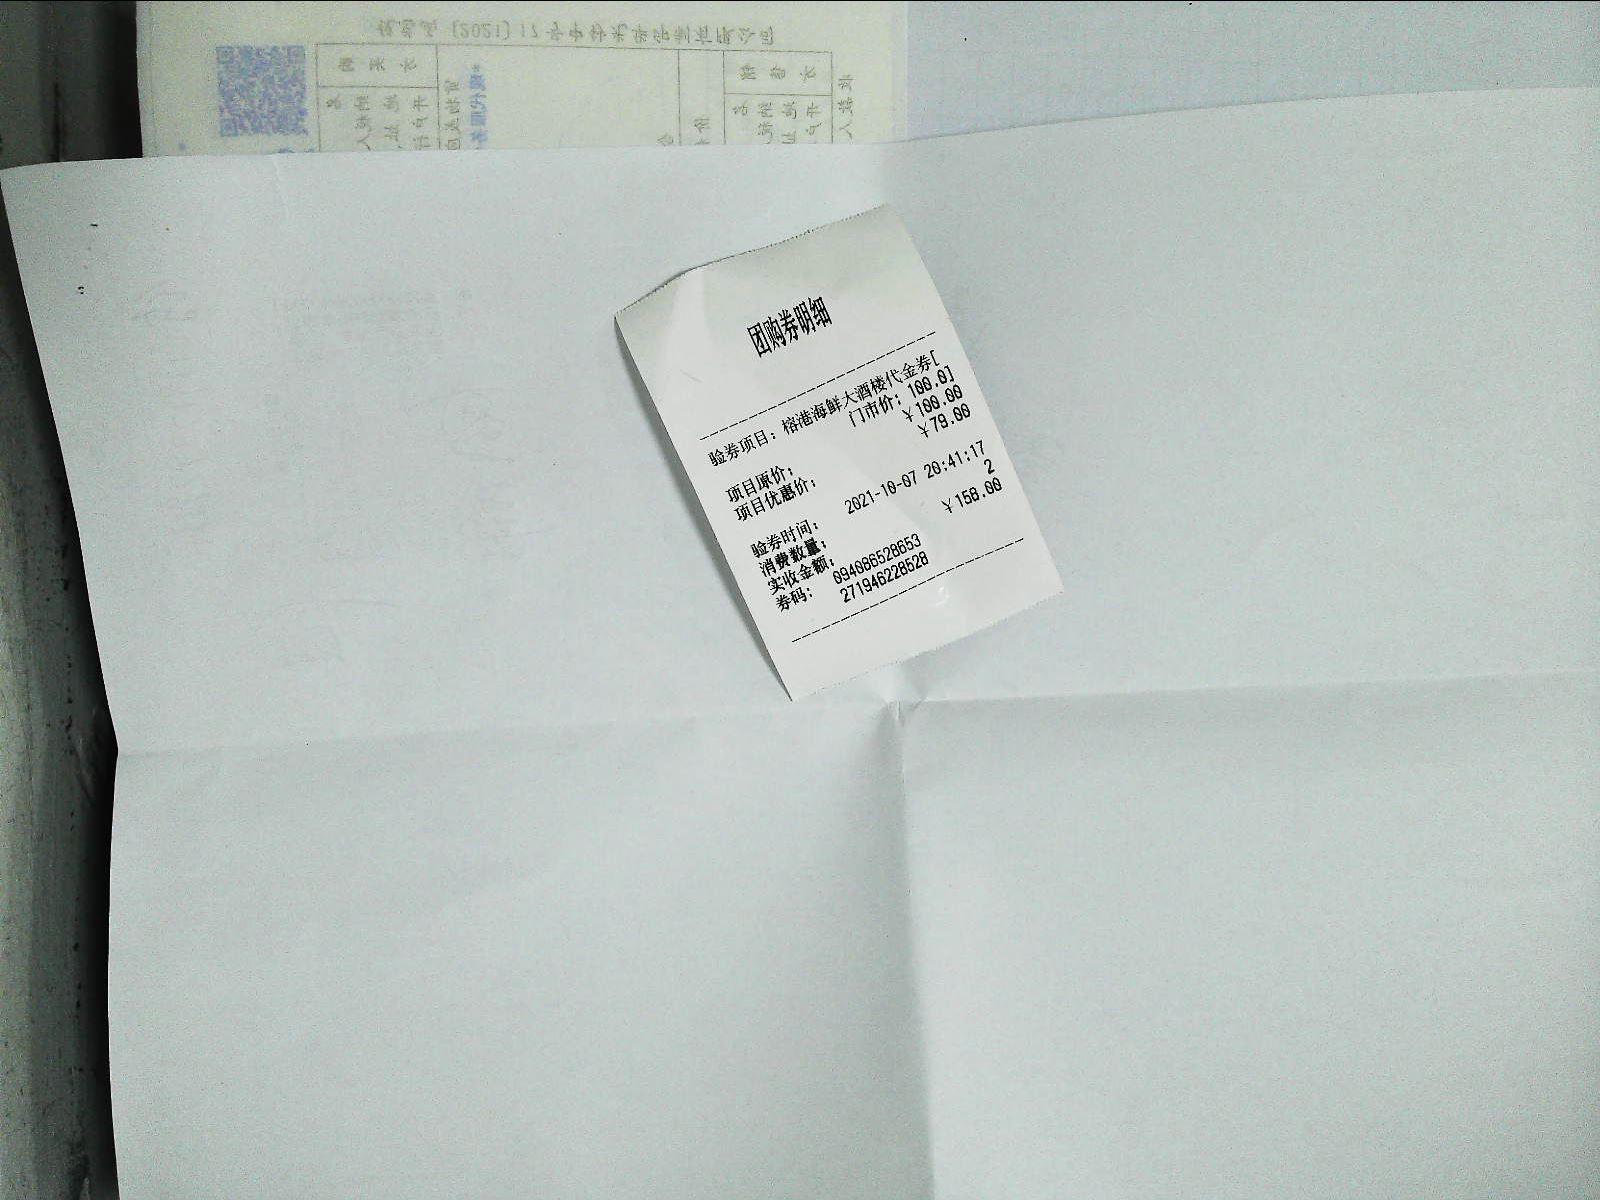 团购券明细
验券项目：榕港海鲜大酒楼代金券[
门市价：100.0]
项目原价： ￥100.00
项目优惠价： ￥79.00
验券时间： 2021-10-07 20:41:17
消费数量： 2
实收金额： ￥158.00
券码： 094086528653
271946228528